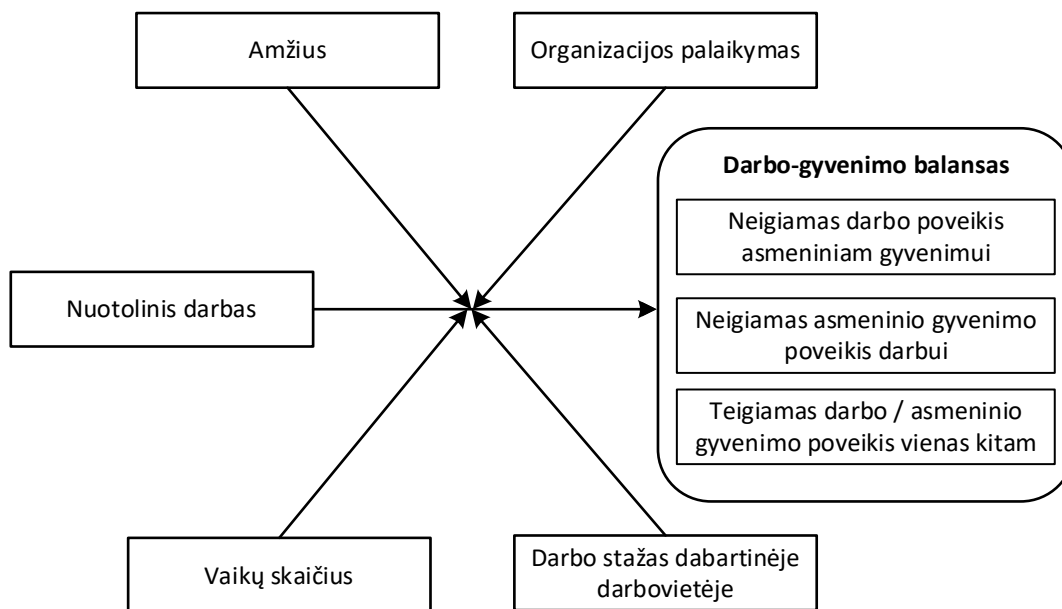 Amžius
Organizacijos palaikymas
Darbo-gyvenimo balansas
Neigiamas darbo poveikis
asmeniniam gyvenimui
Nuotolinis darbas
Neigiamas asmeninio gyvenimo
poveikis darbui
Teigiamas darbo / asmeninio
gyvenimo poveikis vienas kitam
Vaikų skaičius
Darbo stažas dabartinėje
darbovietėje